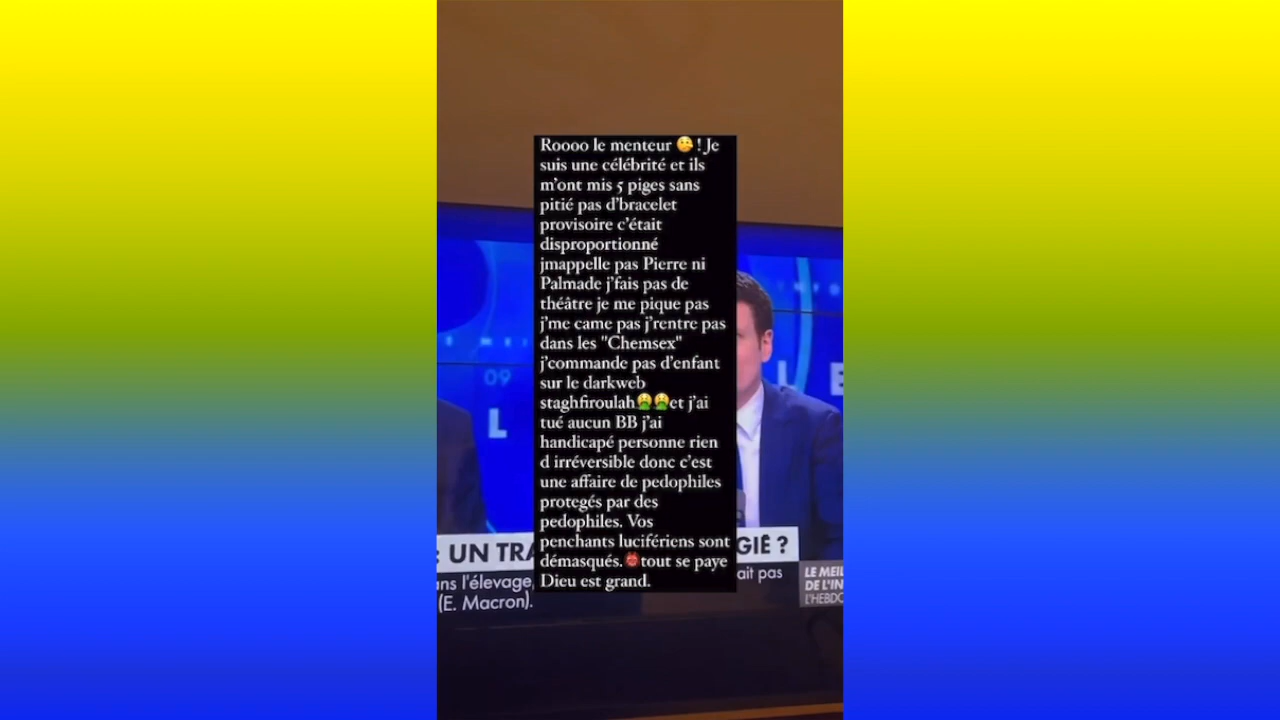 Roooo le menteur 🤥 ! Je
suis une célébrité et ils
m'ont mis 5 piges sans
pitié pas d'bracelet
provisoire c'était
disproportionné
jmappelle pas Pierre ni
Palmade j'fais pas de
théâtre je me pique pas
j'me came pas j'rentre pas
dans les "Chemsex"
j'commande pas d'enfant
sur le darkweb
staghfiroulah🤮🤮et j'ai
tué aucun BB j'ai
handicapé personne rien
d irréversible donc c'est
une affaire de pedophiles
protegés par des
pedophiles. Vos
penchants lucifériens sont
démasqués.👹tout se paye
Dieu est grand.
09
L
L E
: UN TRA
GIÉ ?
ans l'élevage,
ait pas
(E. Macron).
LE MEIL
DE L'IN
L'HEBDO